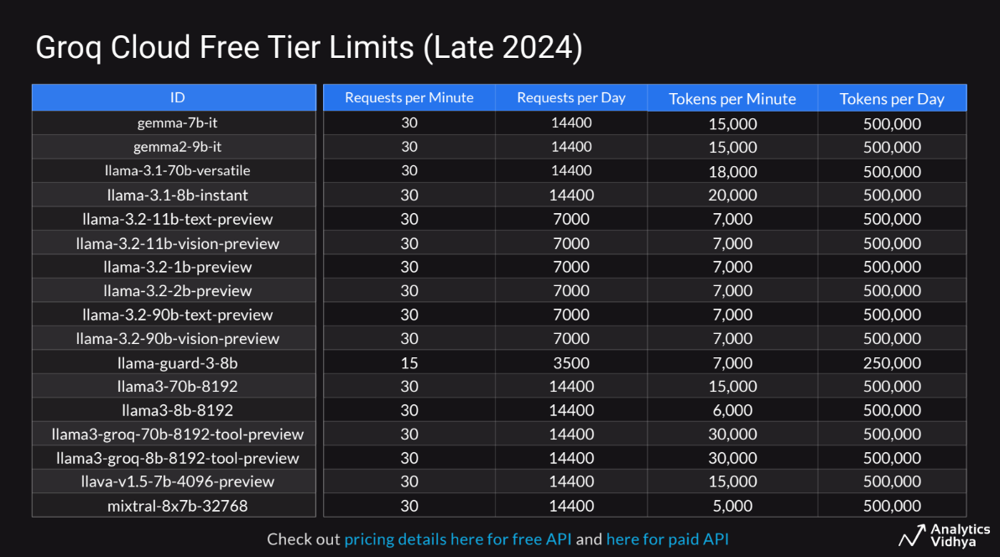 Groq Cloud Free Tier Limits (Late 2024)
ID Requests per Minute Requests per Day Tokens per Minute Tokens per Day
gemma-7b-it 30 14400 15,000 500,000
gemma2-9b-it 30 14400 15,000 500,000
llama-3.1-70b-versatile 30 14400 18,000 500,000
llama-3.1-8b-instant 30 14400 20,000 500,000
llama-3.2-11b-text-preview 30 7000 7,000 500,000
llama-3.2-11b-vision-preview 30 7000 7,000 500,000
llama-3.2-1b-preview 30 7000 7,000 500,000
llama-3.2-2b-preview 30 7000 7,000 500,000
llama-3.2-90b-text-preview 30 7000 7,000 500,000
llama-3.2-90b-vision-preview 30 7000 7,000 500,000
llama-guard-3-8b 15 3500 7,000 250,000
llama3-70b-8192 30 14400 15,000 500,000
llama3-8b-8192 30 14400 6,000 500,000
llama3-groq-70b-8192-tool-preview 30 14400 30,000 500,000
llama3-groq-8b-8192-tool-preview 30 14400 30,000 500,000
llava-v1.5-7b-4096-preview 30 14400 15,000 500,000
mixtral-8x7b-32768 30 14400 5,000 500,000
Check out pricing details here for free API and here for paid API
Analytics
Vidhya